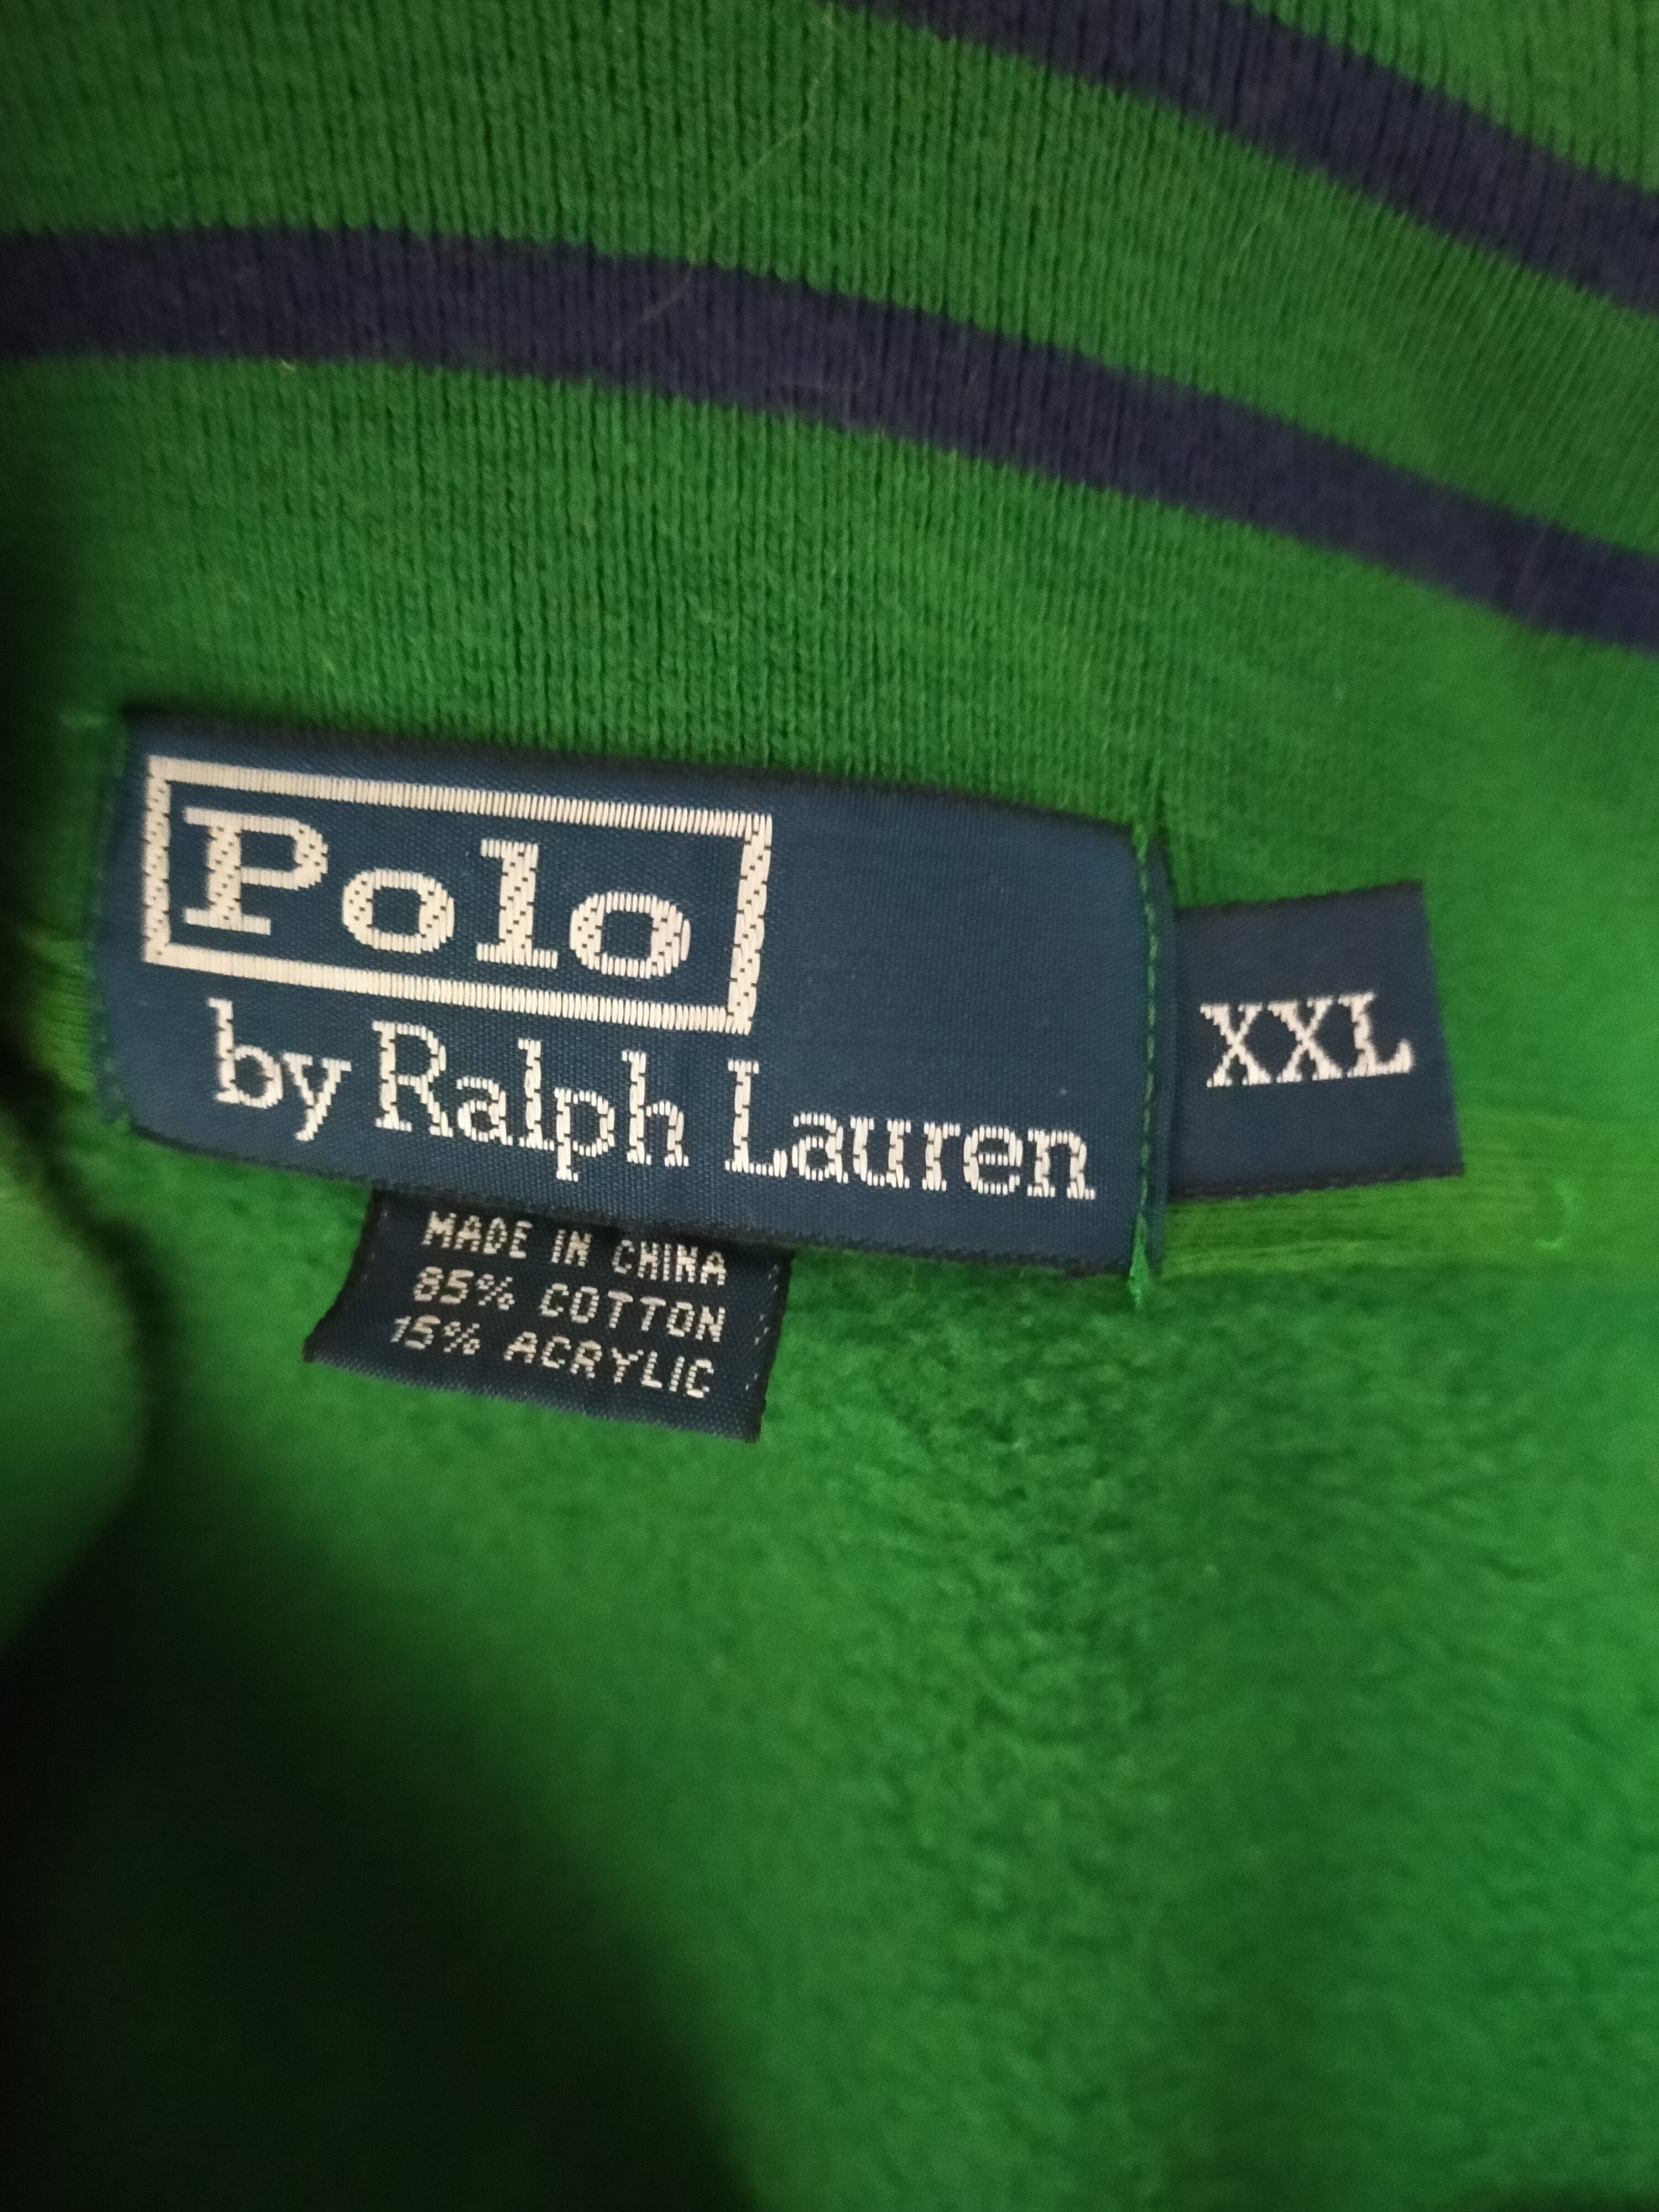 Polo
by Ralph Lauren
XXL
MADE IN CHINA
85% COTTON
15% ACRYLIC